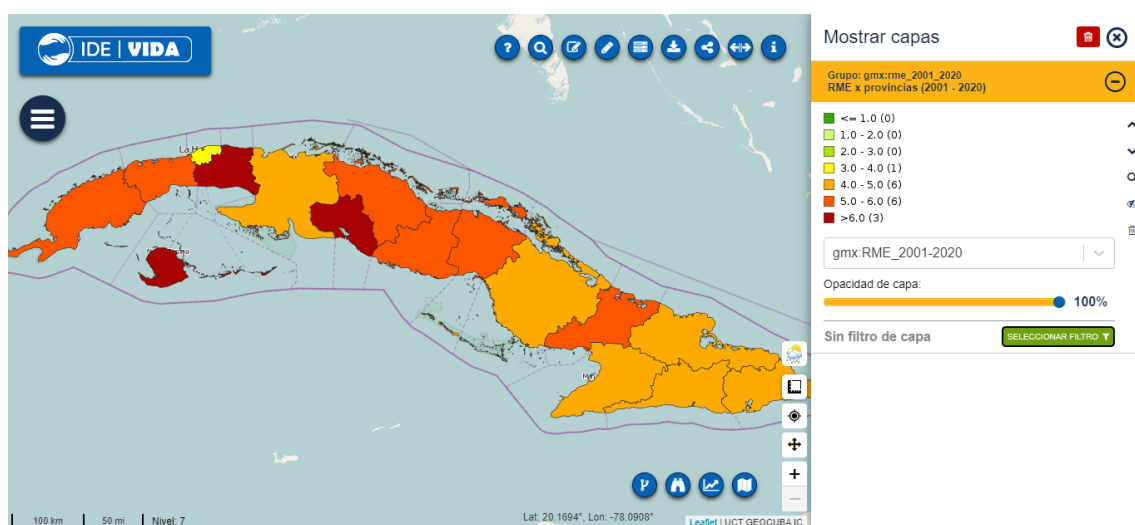 IDE | VIDA
La Ha
Mostrar capas
Grupo: gmx:rme_2001_2020
RME x provincias (2001 - 2020)
<= 1.0 (0)
1.0 - 2.0 (0)
2.0 - 3.0 (0)
3.0 - 4.0 (1)
4.0 - 5.0 (6)
5.0 - 6.0 (6)
>6.0 (3)
gmx:RME_2001-2020
Opacidad de capa:
100%
Sin filtro de capa
SELECCIONAR FILTRO
100 km
50 mi
Nivel: 7
Lat: 20.1694°, Lon: -78.0908°
Leaflet | UCT GEOCUBA IC